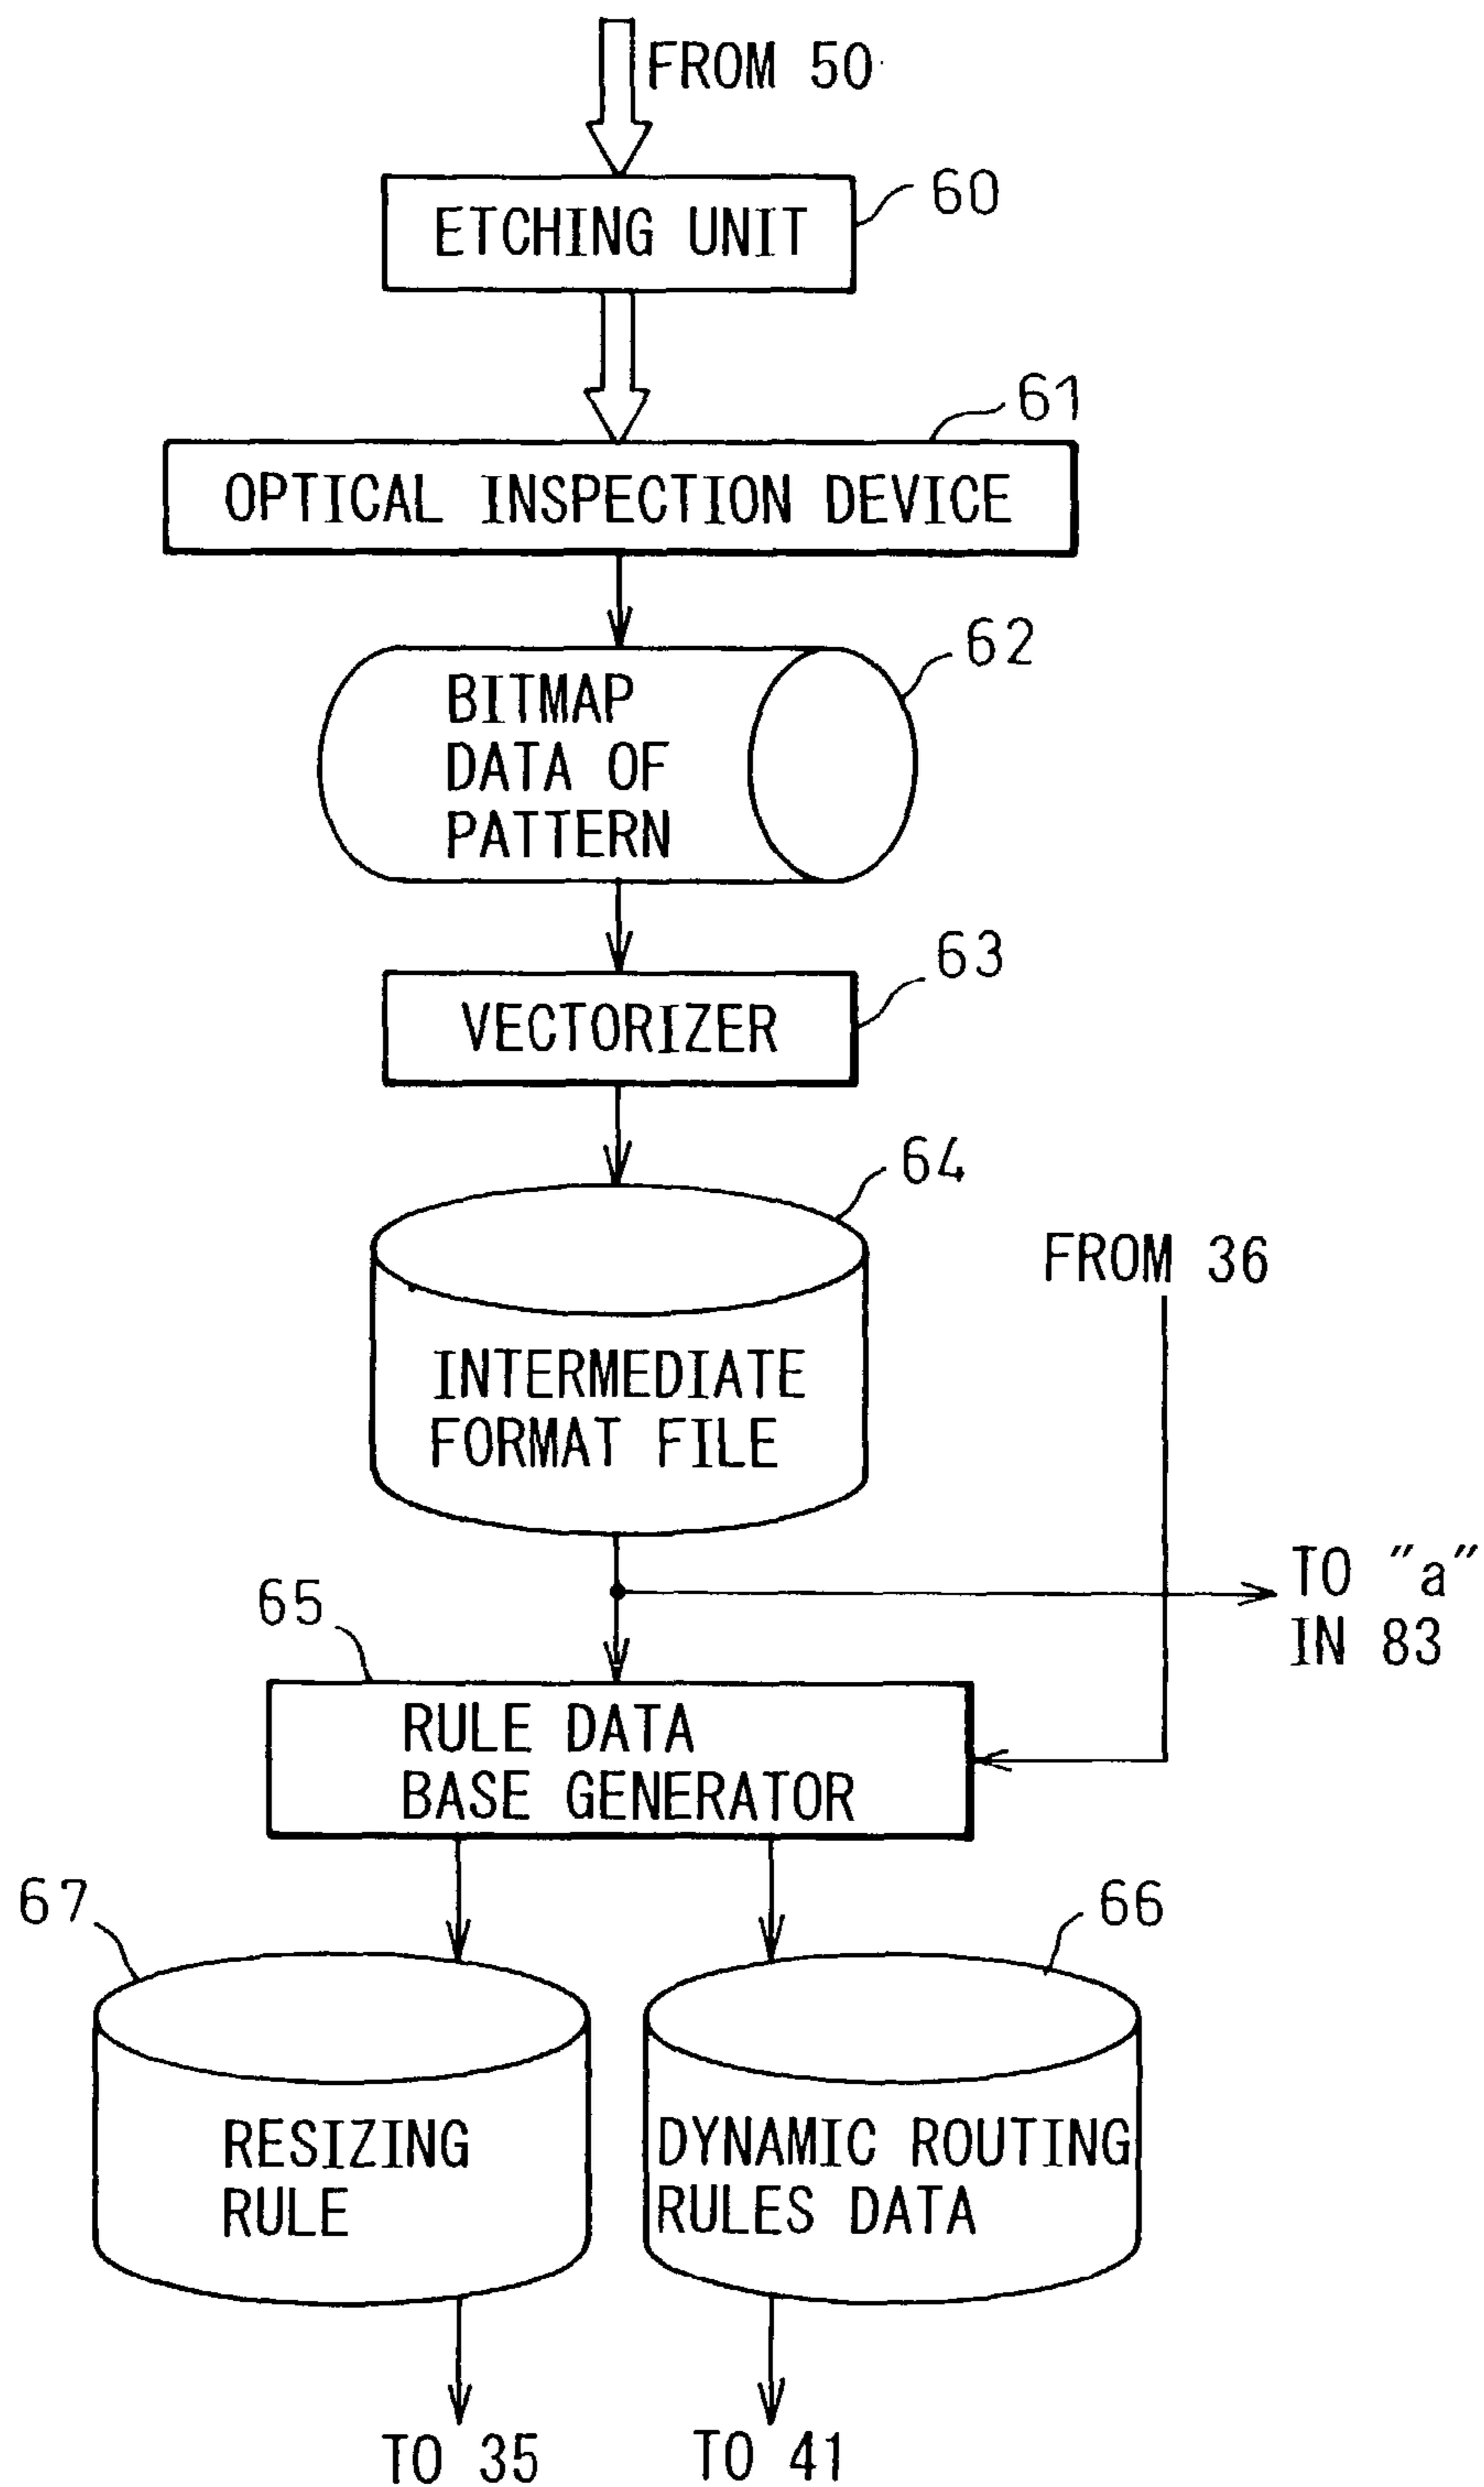 FROM 50
60
ETCHING UNIT
61
OPTICAL INSPECTION DEVICE
62
BITMAP
DATA OF
PATTERN
63
VECTORIZER
64
FROM 36
INTERMEDIATE
FORMAT FILE
TO "a"
IN 83
65
RULE DATA
BASE GENERATOR
67
66
RESIZING
RULE
DYNAMIC ROUTING
RULES DATA
TO 35
TO 41